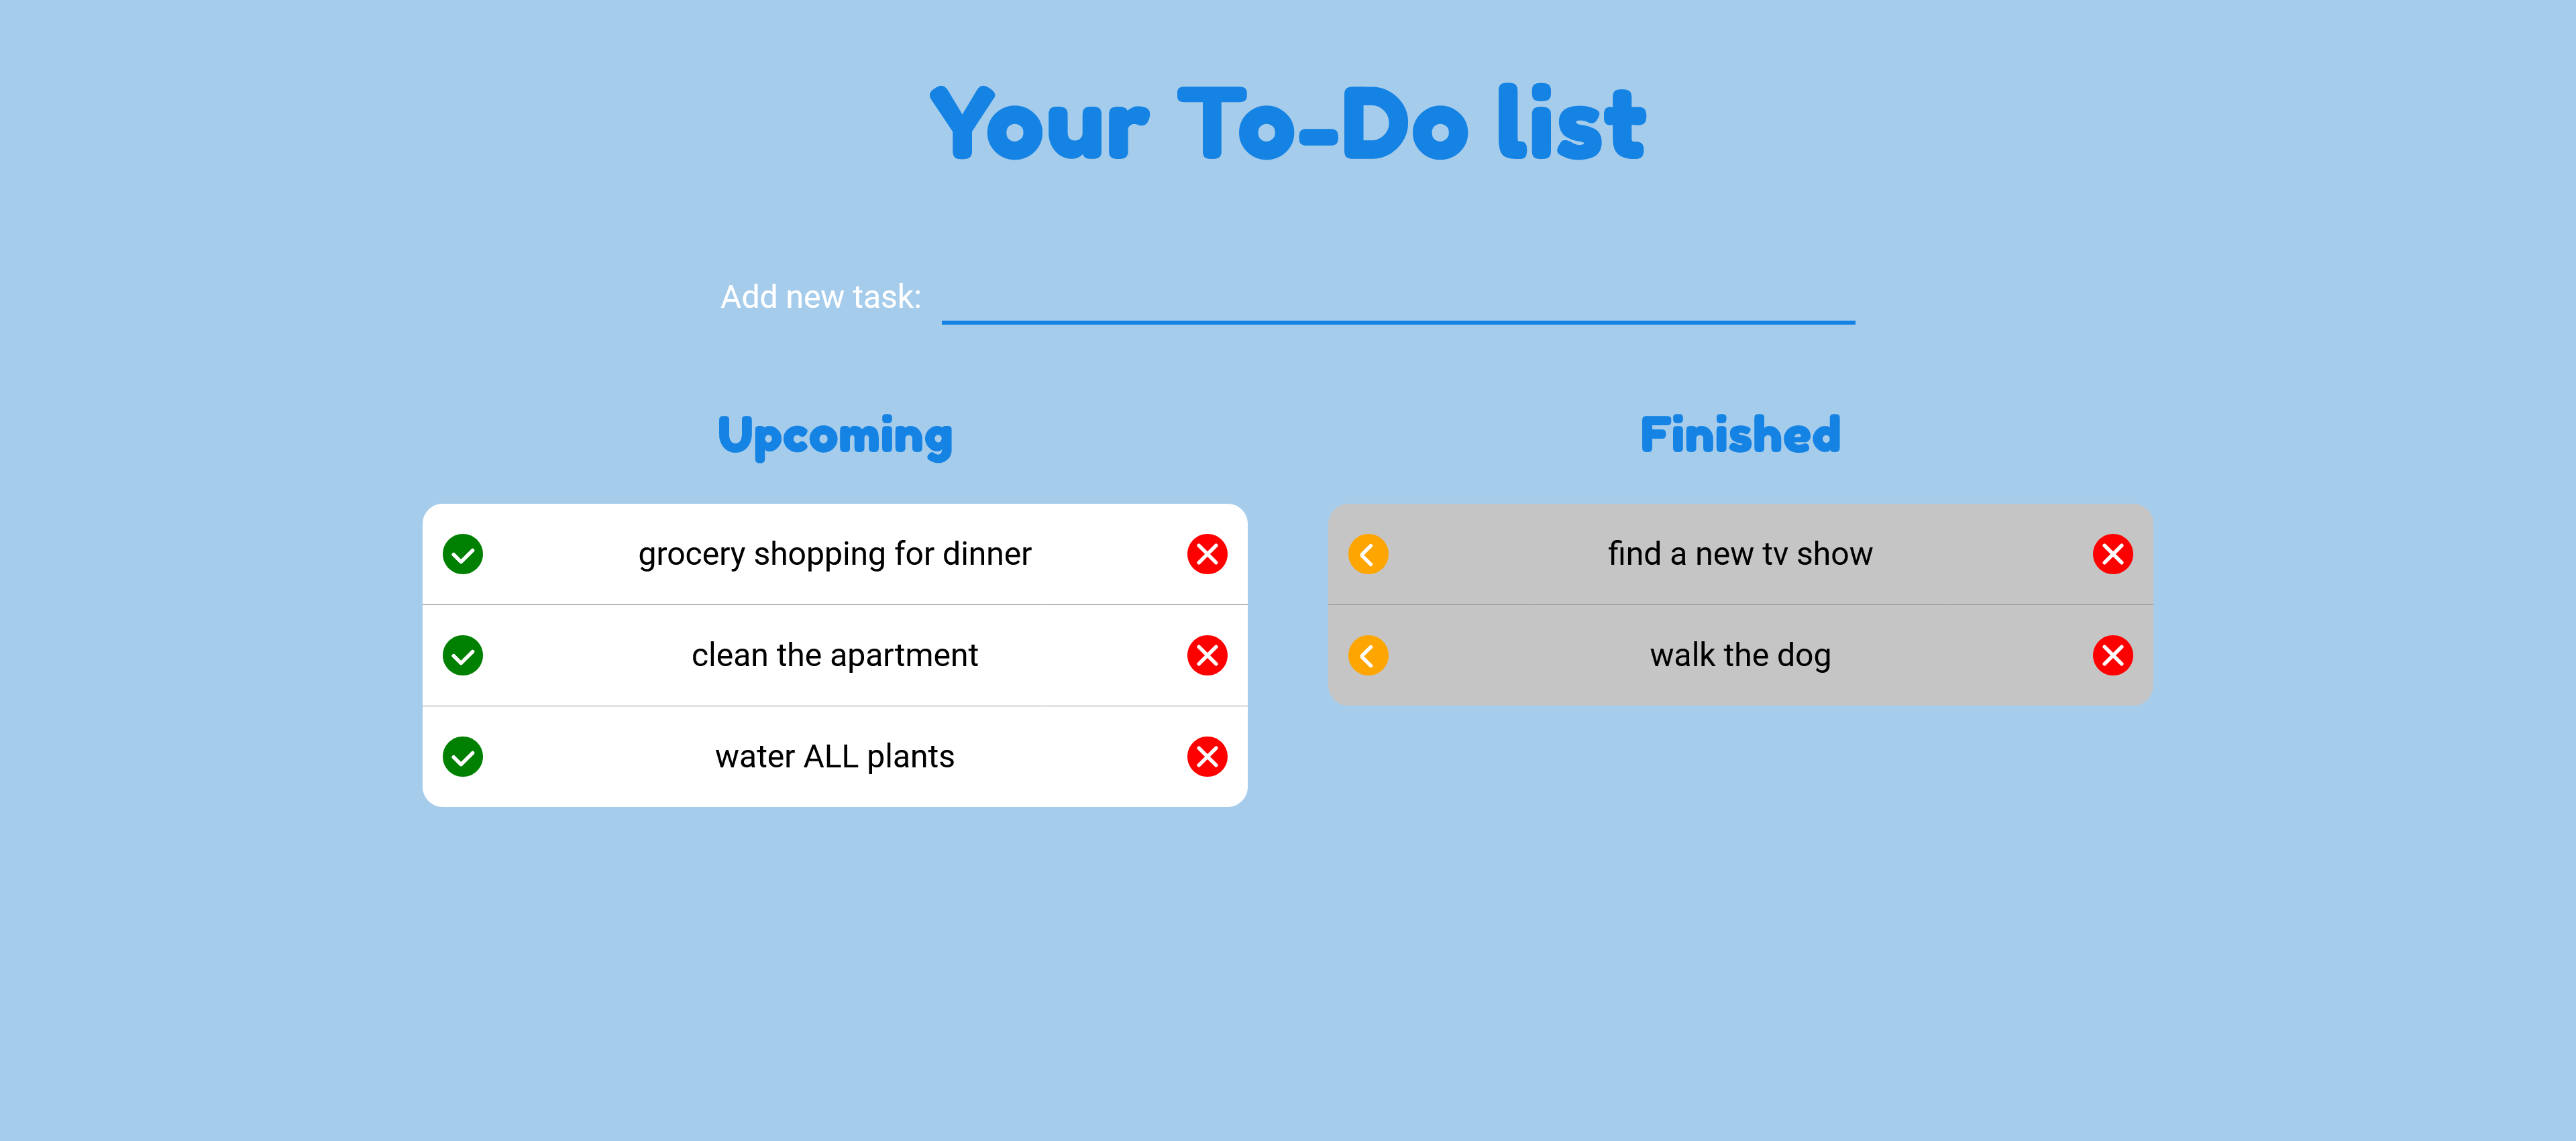 Your To-Do list
Add new task:
Upcoming
grocery shopping for dinner
clean the apartment
water ALL plants
Finished
find a new tv show
walk the dog